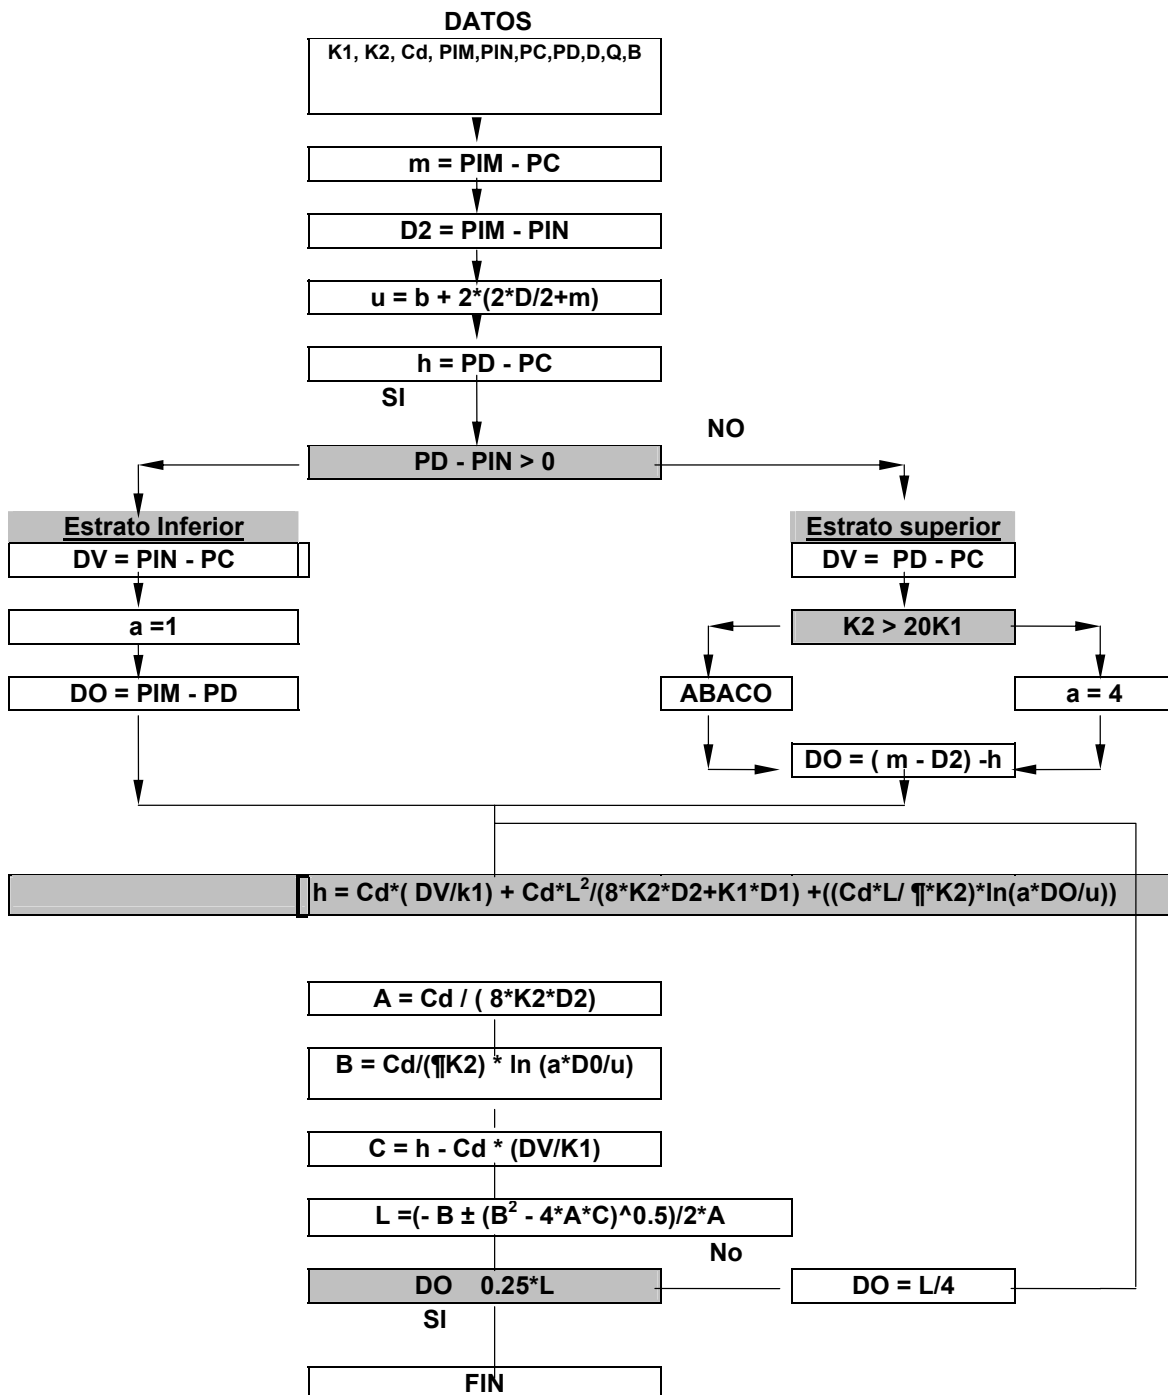 DATOS
K1, K2, Cd, PIM,PIN,PC,PD,D,Q,B
m = PIM - PC
D2 = PIM - PIN
u = b + 2*(2*D/2+m)
h = PD - PC
SI
NO
PD - PIN > 0
Estrato Inferior
DV = PIN - PC
a =1
DO = PIM - PD
Estrato superior
DV = PD - PC
K2 > 20K1
ABACO
a = 4
DO = ( m - D2) -h
h = Cd*( DV/k1) + Cd*L²/(8*K2*D2+K1*D1) +((Cd*L/ ¶*K2)*ln(a*DO/u))
A = Cd / ( 8*K2*D2)
B = Cd/(¶K2) * ln (a*D0/u)
C = h - Cd * (DV/K1)
L =(- B ± (B² - 4*A*C)^0.5)/2*A
No
DO 0.25*L
DO = L/4
SI
FIN